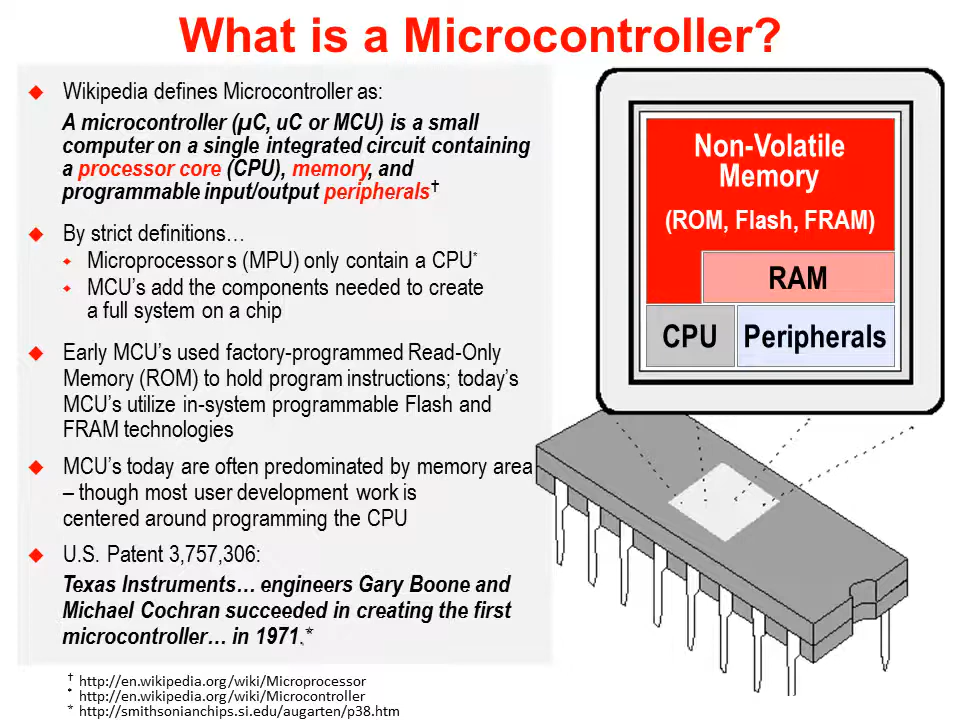 What is a Microcontroller?
◆ Wikipedia defines Microcontroller as:
A microcontroller (µC, uC or MCU) is a small
computer on a single integrated circuit containing
a processor core (CPU), memory, and
programmable input/output peripherals†
◆ By strict definitions…
◆ Microprocessors (MPU) only contain a CPU*
◆ MCU's add the components needed to create
a full system on a chip
◆ Early MCU's used factory-programmed Read-Only
Memory (ROM) to hold program instructions; today's
MCU's utilize in-system programmable Flash and
FRAM technologies
◆ MCU's today are often predominated by memory area
– though most user development work is
centered around programming the CPU
◆ U.S. Patent 3,757,306:
Texas Instruments… engineers Gary Boone and
Michael Cochran succeeded in creating the first
microcontroller… in 1971.*
Non-Volatile
Memory
(ROM, Flash, FRAM)
RAM
CPU
Peripherals
† http://en.wikipedia.org/wiki/Microprocessor
* http://en.wikipedia.org/wiki/Microcontroller
* http://smithsonianchips.si.edu/augarten/p38.htm